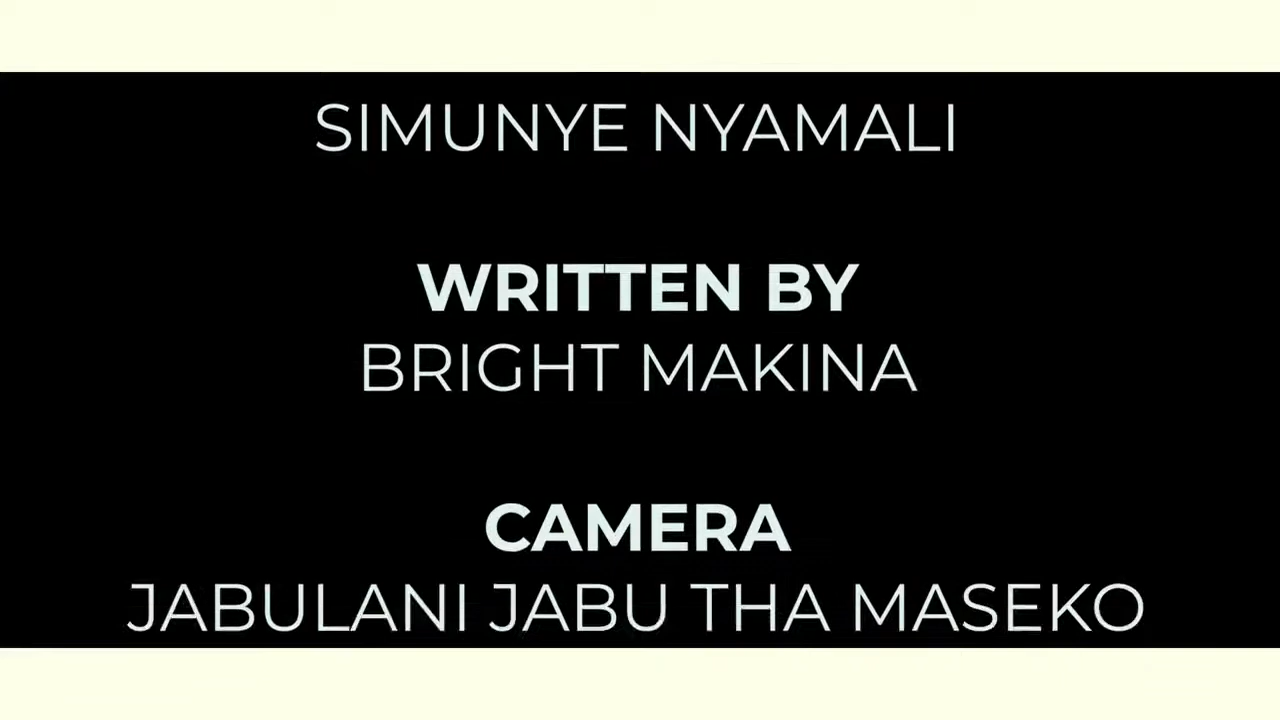 SIMUNYE NYAMALI
WRITTEN BY
BRIGHT MAKINA
CAMERA
JABULANI JABU THA MASEKO